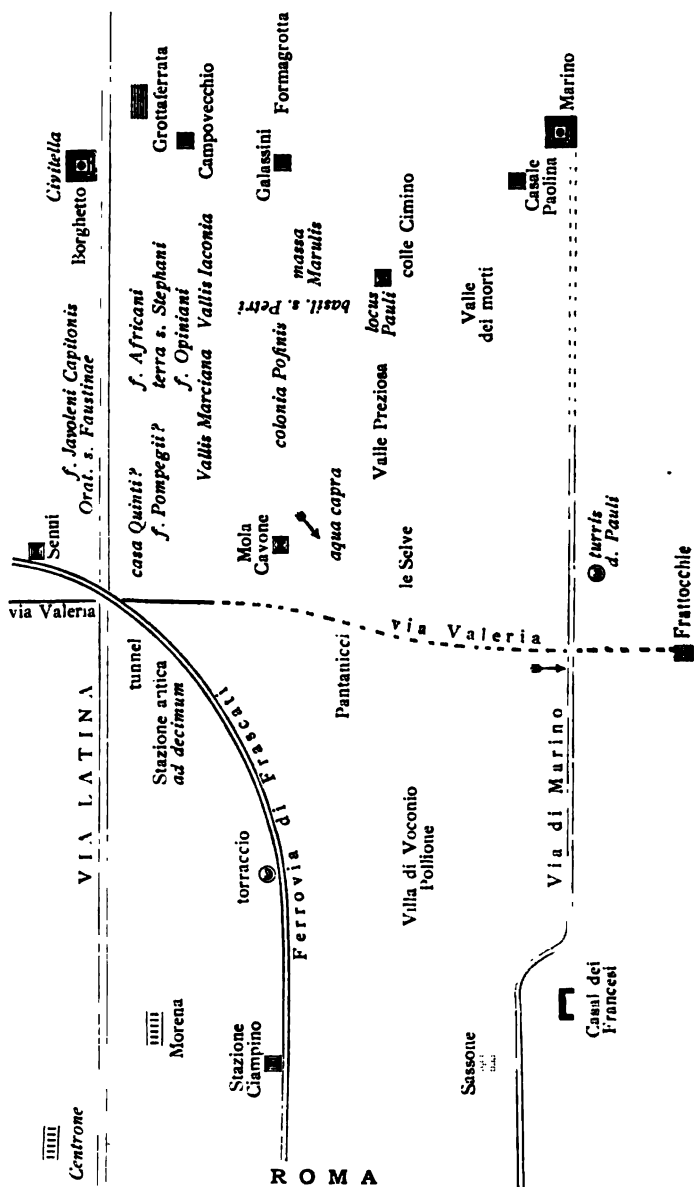 Civitella
Borghetto
Grottaferrata
Campovecchio
Galassini
Formagrotta
Marino
Casale
Paolina
f. Javoleni Capitonis
Orat. s. Faustinae
f. Africani
terra s. Stephani
f. Opiniani
Vallis Marciana
Vallis laconia
casa Quinti?
f. Pompegii?
massa
Marulis
basil. s. Petri
colonia Pofinis
locus
Pauli
colle Cimino
Valle
dei morti
Valle Preziosa
Senni
Mola
Cavone
aqua capra
le Selve
turris
d. Pauli
Frattocchie
via Valeria
via Valeria
VIA LATINA
tunnel
Stazione antica
ad decimum
Pantanicci
Ferrovia di Frascati
torraccio
Villa di Voconio
Pollione
Via di Marino
Centrone
Morena
Stazione
Ciampino
Sassone
Casal dei
Francesi
ROMA